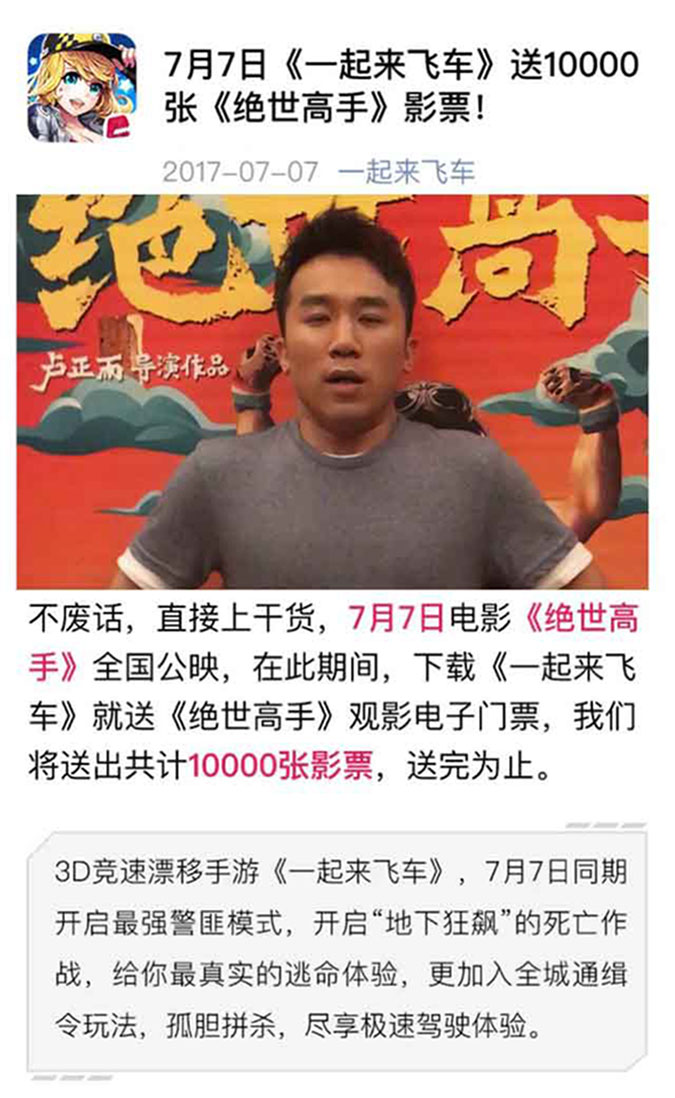 7月7日《一起来飞车》送10000
张《绝世高手》影票！
2017-07-07 一起来飞车
绝世高手
卢正雨 导演作品
不废话，直接上干货，7月7日电影《绝世高
手》全国公映，在此期间，下载《一起来飞
车》就送《绝世高手》观影电子门票，我们
将送出共计10000张影票，送完为止。
3D竞速漂移手游《一起来飞车》，7月7日同期
开启最强警匪模式，开启“地下狂飙”的死亡作
战，给你最真实的逃命体验，更加入全城通缉
令玩法，孤胆拼杀，尽享极速驾驶体验。